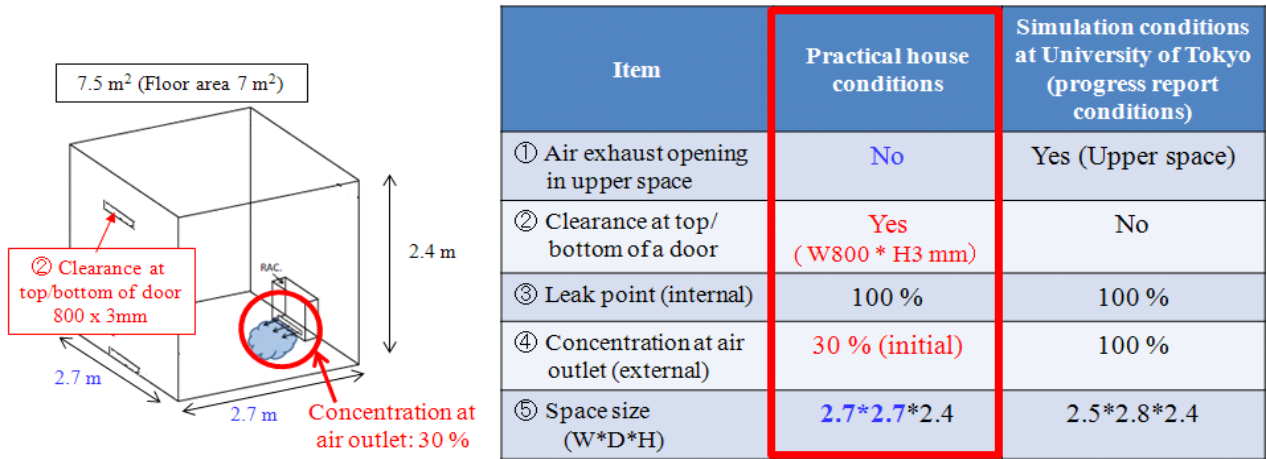 7.5 m² (Floor area 7 m²)
2.4 m
RAC.
② Clearance at
top/bottom of door
800 x 3mm
2.7 m
2.7 m
Concentration at
air outlet: 30 %
Item
Practical house
conditions
Simulation conditions
at University of Tokyo
(progress report
conditions)
① Air exhaust opening
in upper space
No
Yes (Upper space)
② Clearance at top/
bottom of a door
Yes
( W800 * H3 mm)
No
③ Leak point (internal)
100 %
100 %
④ Concentration at air
outlet (external)
30 % (initial)
100 %
⑤ Space size
(W*D*H)
2.7*2.7*2.4
2.5*2.8*2.4